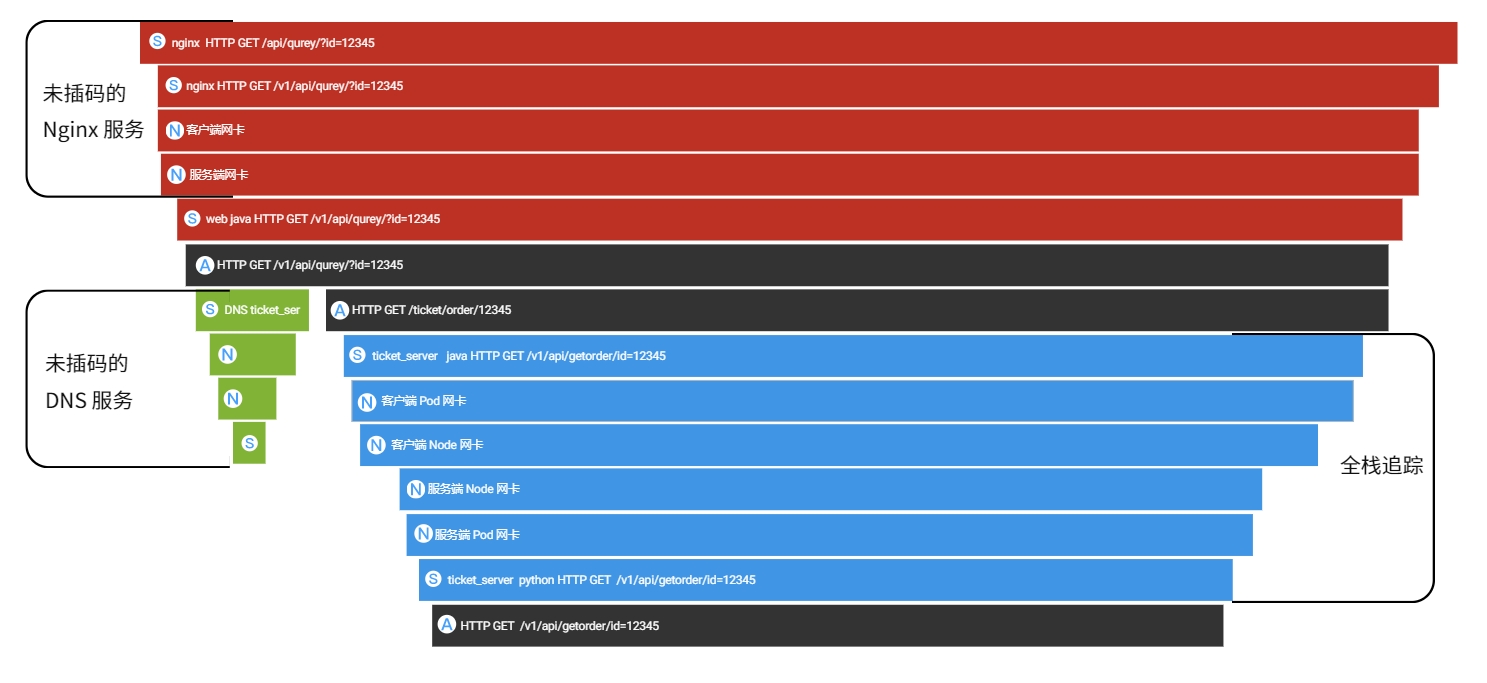 S nginx HTTP GET /api/qurey/?id=12345
S nginx HTTP GET /v1/api/qurey/?id=12345
N 客户端网卡
N 服务端网卡
未插码的
Nginx 服务
S web java HTTP GET /v1/api/qurey/?id=12345
A HTTP GET /v1/api/qurey/?id=12345
S DNS ticket_ser
A HTTP GET /ticket/order/12345
N
N
S
未插码的
DNS 服务
S ticket_server java HTTP GET /v1/api/getorder/id=12345
N 客户端 Pod 网卡
N 客户端 Node 网卡
N 服务端 Node 网卡
N 服务端 Pod 网卡
S ticket_server python HTTP GET /v1/api/getorder/id=12345
全栈追踪
A HTTP GET /v1/api/getorder/id=12345